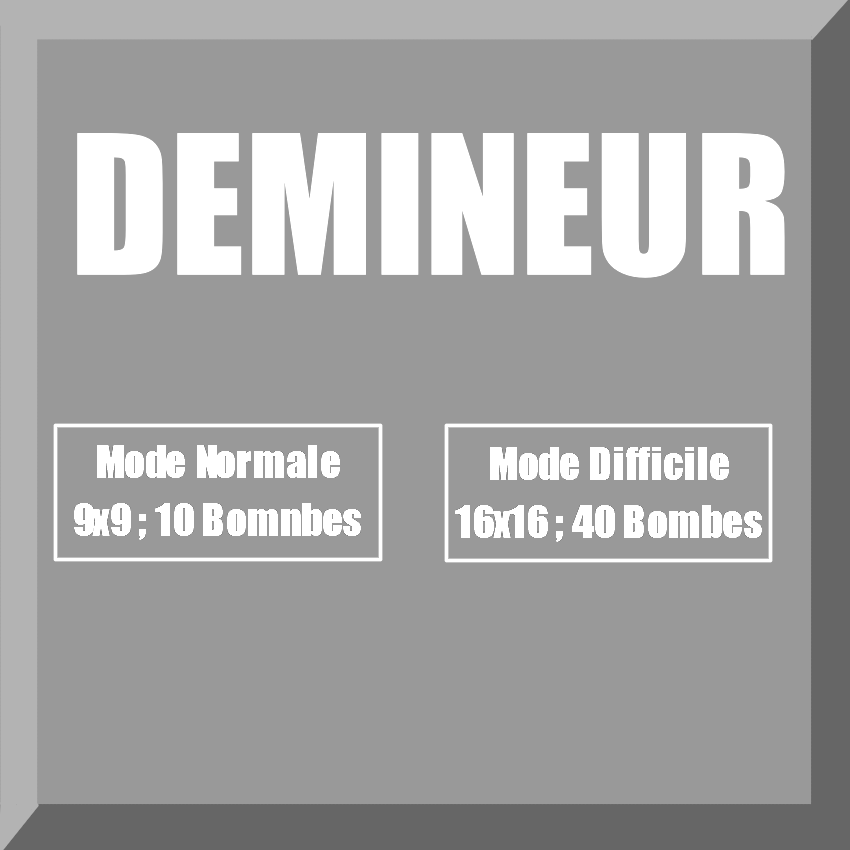 DEMINEUR
Mode Normale
9x9 ; 10 Bomnbes
Mode Difficile
16x16 ; 40 Bombes